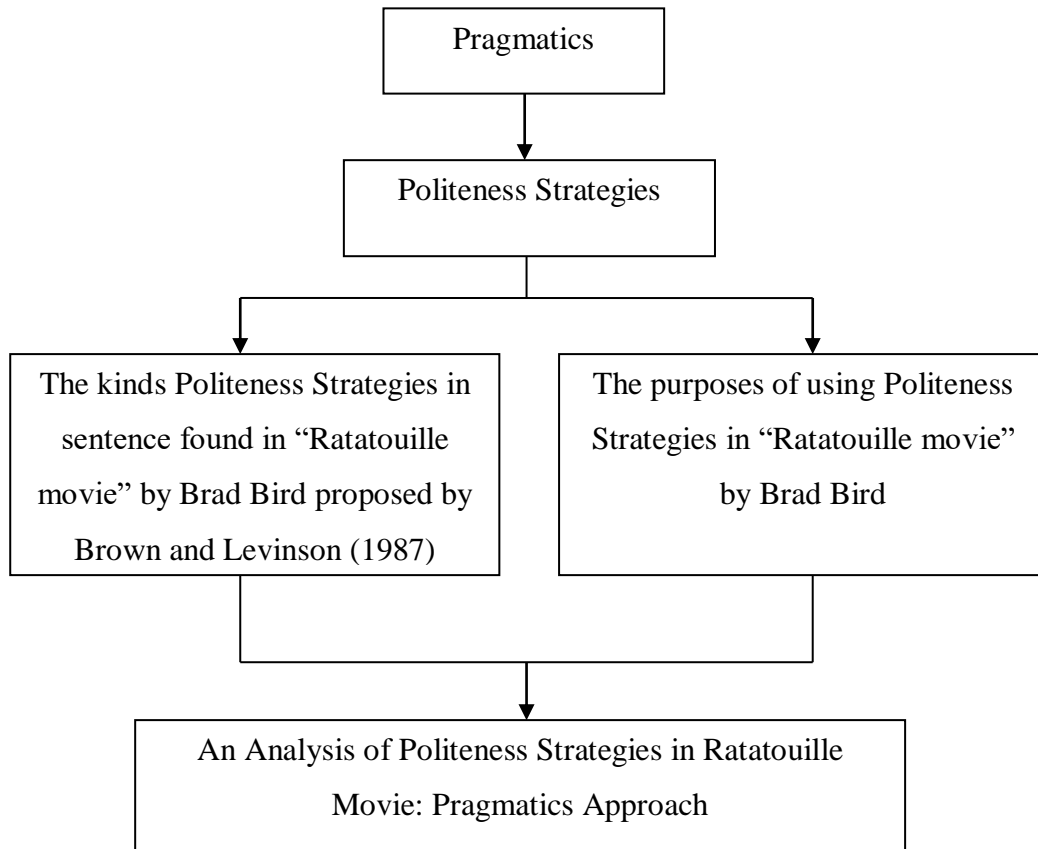 Pragmatics
Politeness Strategies
The kinds Politeness Strategies in
sentence found in “Ratatouille
movie” by Brad Bird proposed by
Brown and Levinson (1987)
The purposes of using Politeness
Strategies in “Ratatouille movie”
by Brad Bird
An Analysis of Politeness Strategies in Ratatouille
Movie: Pragmatics Approach